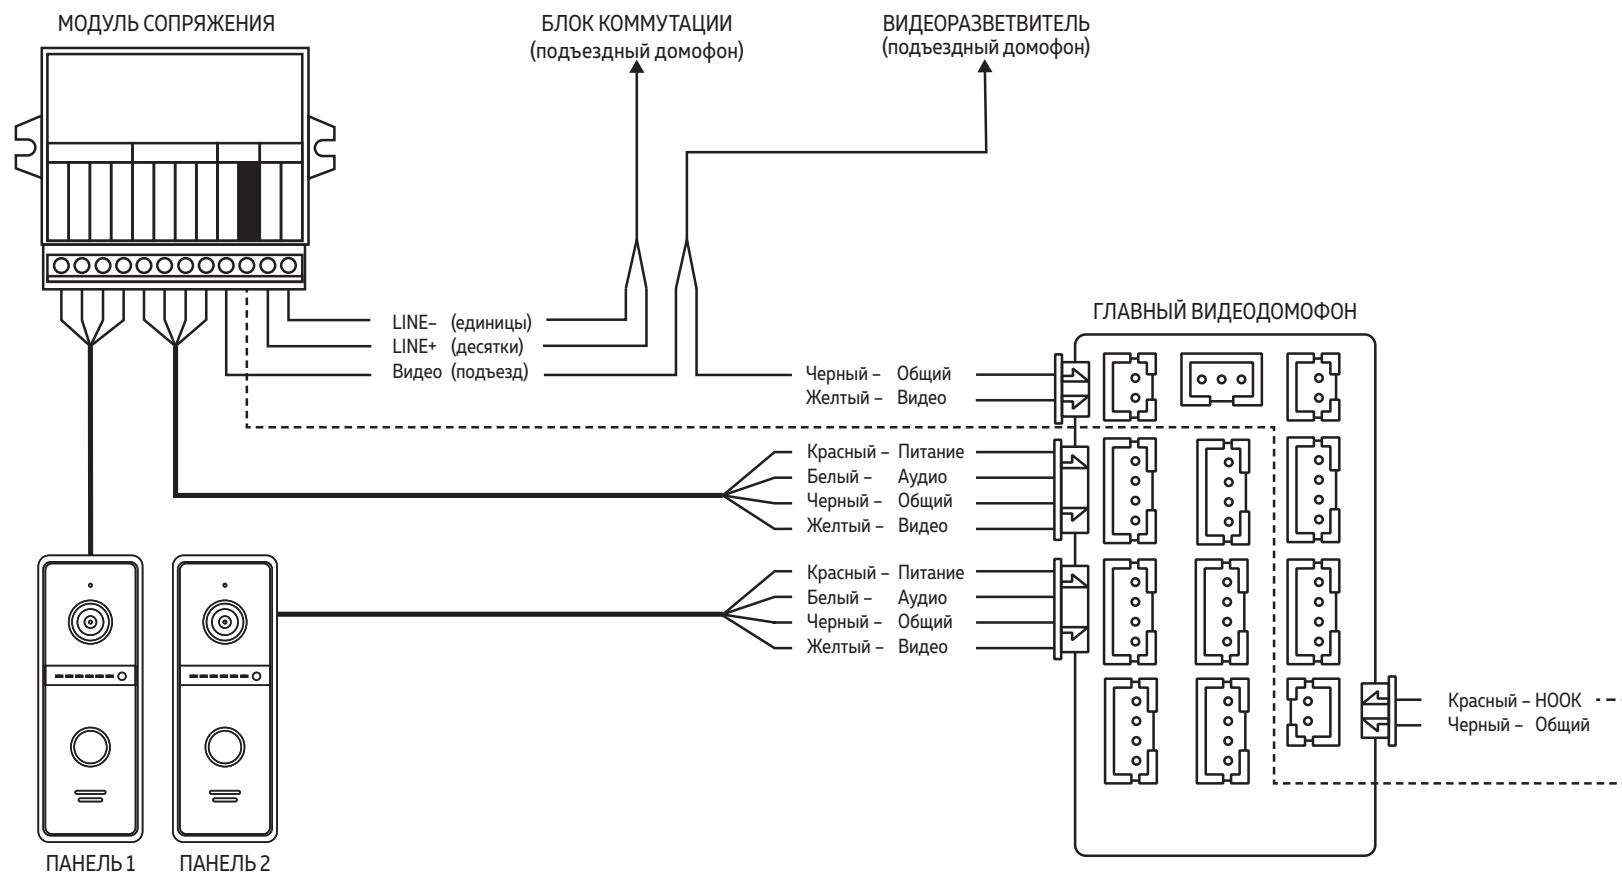 МОДУЛЬ СОПРЯЖЕНИЯ
БЛОК КОММУТАЦИИ
(подъездный домофон)
ВИДЕОРАЗВЕТВИТЕЛЬ
(подъездный домофон)
LINE– (единицы)
LINE+ (десятки)
Видео (подъезд)
ГЛАВНЫЙ ВИДЕОДОМОФОН
Черный – Общий
Желтый – Видео
Красный – Питание
Белый – Аудио
Черный – Общий
Желтый – Видео
Красный – Питание
Белый – Аудио
Черный – Общий
Желтый – Видео
Красный – HOOK
Черный – Общий
ПАНЕЛЬ 1
ПАНЕЛЬ 2